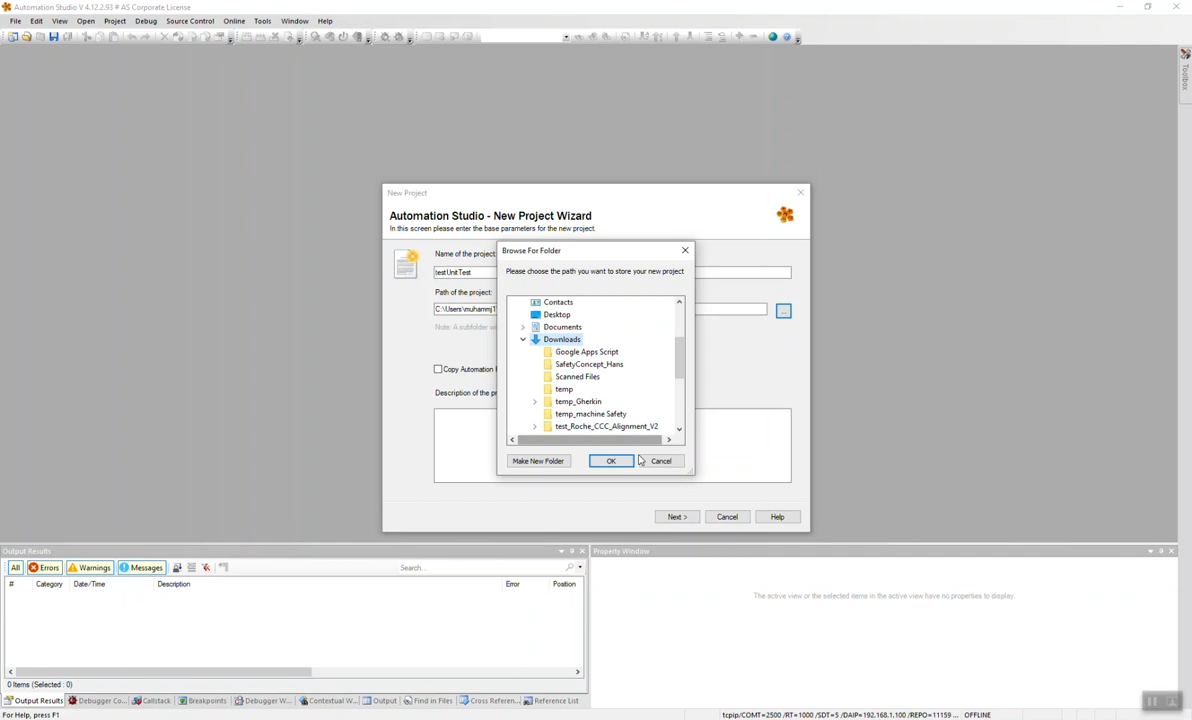 Automation Studio V 4.12.2.93 # AS Corporate License
File Edit View Open Project Debug Source Control Online Tools Window Help
Toolbox
New Project
Automation Studio - New Project Wizard
In this screen please enter the base parameters for the new project.
Name of the project:
testUnitTest
Path of the project:
C:\Users\muhammj1
Note: A subfolder
Copy Automation
Description of the
Browse For Folder
Please choose the path you want to store your new project
Contacts
Desktop
Documents
Downloads
Google Apps Script
SafetyConcept_Hans
Scanned Files
temp
temp_Gherkin
temp_machine Safety
test_Roche_CCC_Alignment_V2
Make New Folder OK Cancel
Next > Cancel Help
Output Results
Property Window
All Errors Warnings Messages Search...
# Category Date/Time Description Error Position
The active view or the selected items in the active view have no properties to display.
0 Items (Selected : 0)
Output Results Debugger Co... Callstack Breakpoints Debugger W... Contextual W... Output Find in Files Cross Referen... Reference List
For Help, press F1
tcpip/COMT=2500 /RT=1000 /SDT=5 /DAIP=192.168.1.100 /REPO=11159 ... OFFLINE